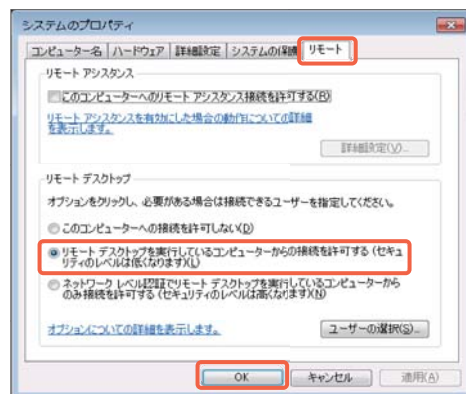 システムのプロパティ
コンピューター名 ハードウェア 詳細設定 システムの保護 リモート
リモート アシスタンス
このコンピューターへのリモート アシスタンス接続を許可する(R)
リモート アシスタンスを有効にした場合の動作についての詳細
を表示します。
詳細設定(V)...
リモート デスクトップ
オプションをクリックし、必要がある場合は接続できるユーザーを指定してください。
このコンピューターへの接続を許可しない(D)
リモート デスクトップを実行しているコンピューターからの接続を許可する (セキュ
リティのレベルは低くなります)(L)
ネットワーク レベル認証でリモート デスクトップを実行しているコンピューターから
のみ接続を許可する (セキュリティのレベルは高くなります)(N)
オプションについての詳細を表示します。
ユーザーの選択(S)...
OK キャンセル 適用(A)